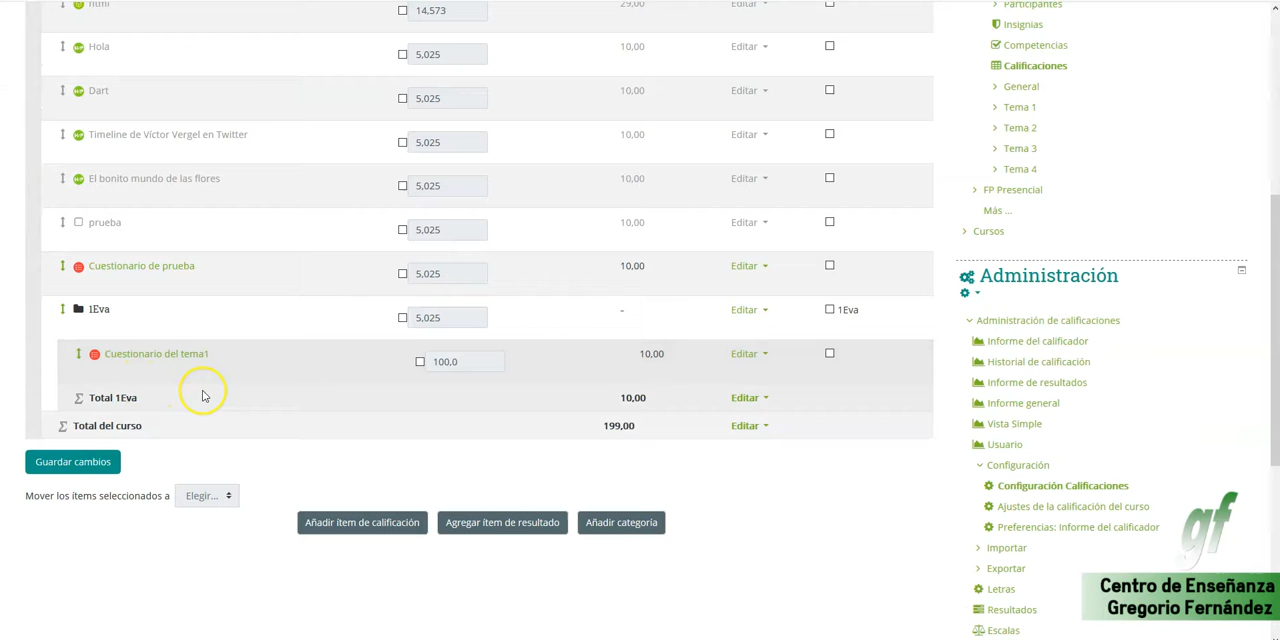 html 14,573 29,00 Editar
Hola 5,025 10,00 Editar
Dart 5,025 10,00 Editar
Timeline de Víctor Vergel en Twitter 5,025 10,00 Editar
El bonito mundo de las flores 5,025 10,00 Editar
prueba 5,025 10,00 Editar
Cuestionario de prueba 5,025 10,00 Editar
1Eva 5,025 - Editar 1Eva
Cuestionario del tema1 100,0 10,00 Editar
Total 1Eva 10,00 Editar
Total del curso 199,00 Editar
Guardar cambios
Mover los ítems seleccionados a Elegir...
Añadir ítem de calificación Agregar ítem de resultado Añadir categoría
Participantes
Insignias
Competencias
Calificaciones
General
Tema 1
Tema 2
Tema 3
Tema 4
FP Presencial
Más ...
Cursos
Administración
Administración de calificaciones
Informe del calificador
Historial de calificación
Informe de resultados
Informe general
Vista Simple
Usuario
Configuración
Configuración Calificaciones
Ajustes de la calificación del curso
Preferencias: Informe del calificador
Importar
Exportar
Letras
Resultados
Escalas
gf
Centro de Enseñanza
Gregorio Fernández